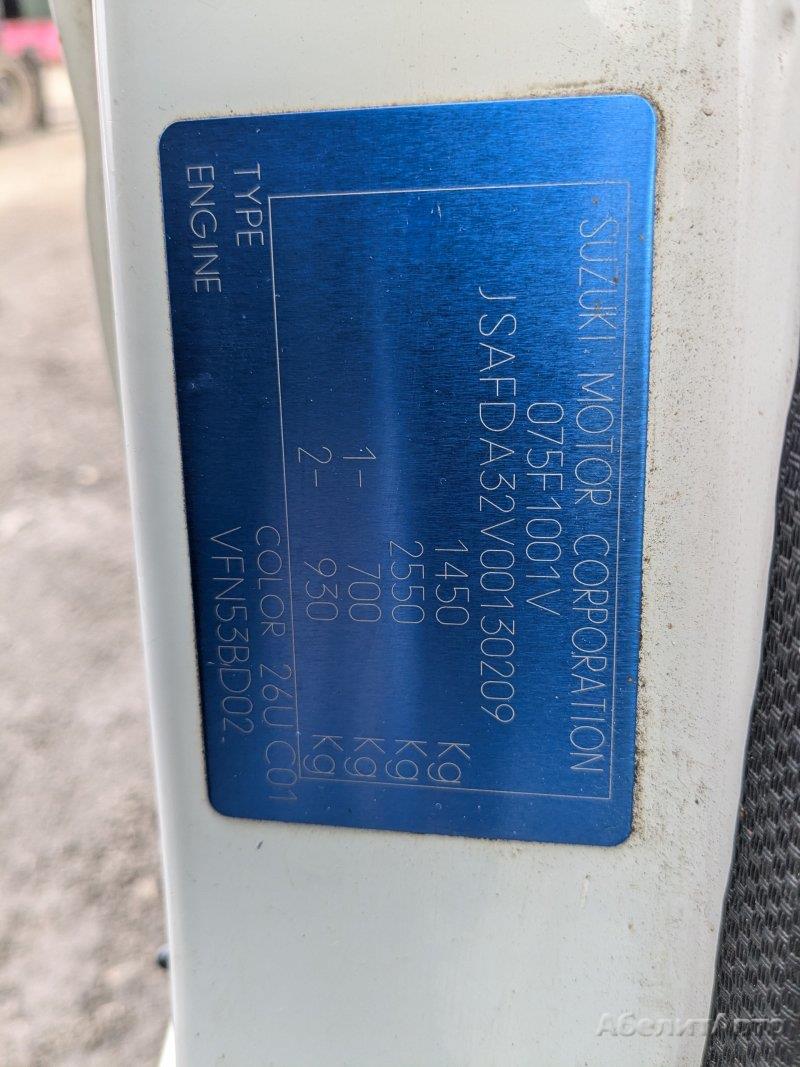 SUZUKI MOTOR CORPORATION
075F1001V
JSAFDA32V00130209
1450 Kg
2550 Kg
1- 700 Kg
2- 930 Kg
TYPE COLOR 26U C01
ENGINE VFN53BD02
АбелитАвто